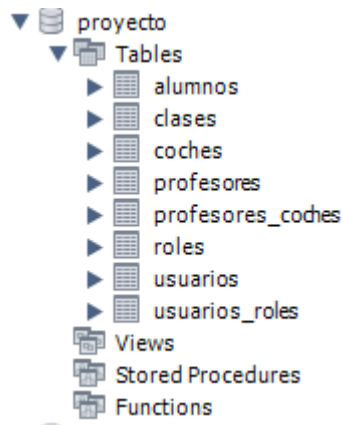 proyecto
Tables
alumnos
clases
coches
profesores
profesores_coches
roles
usuarios
usuarios_roles
Views
Stored Procedures
Functions